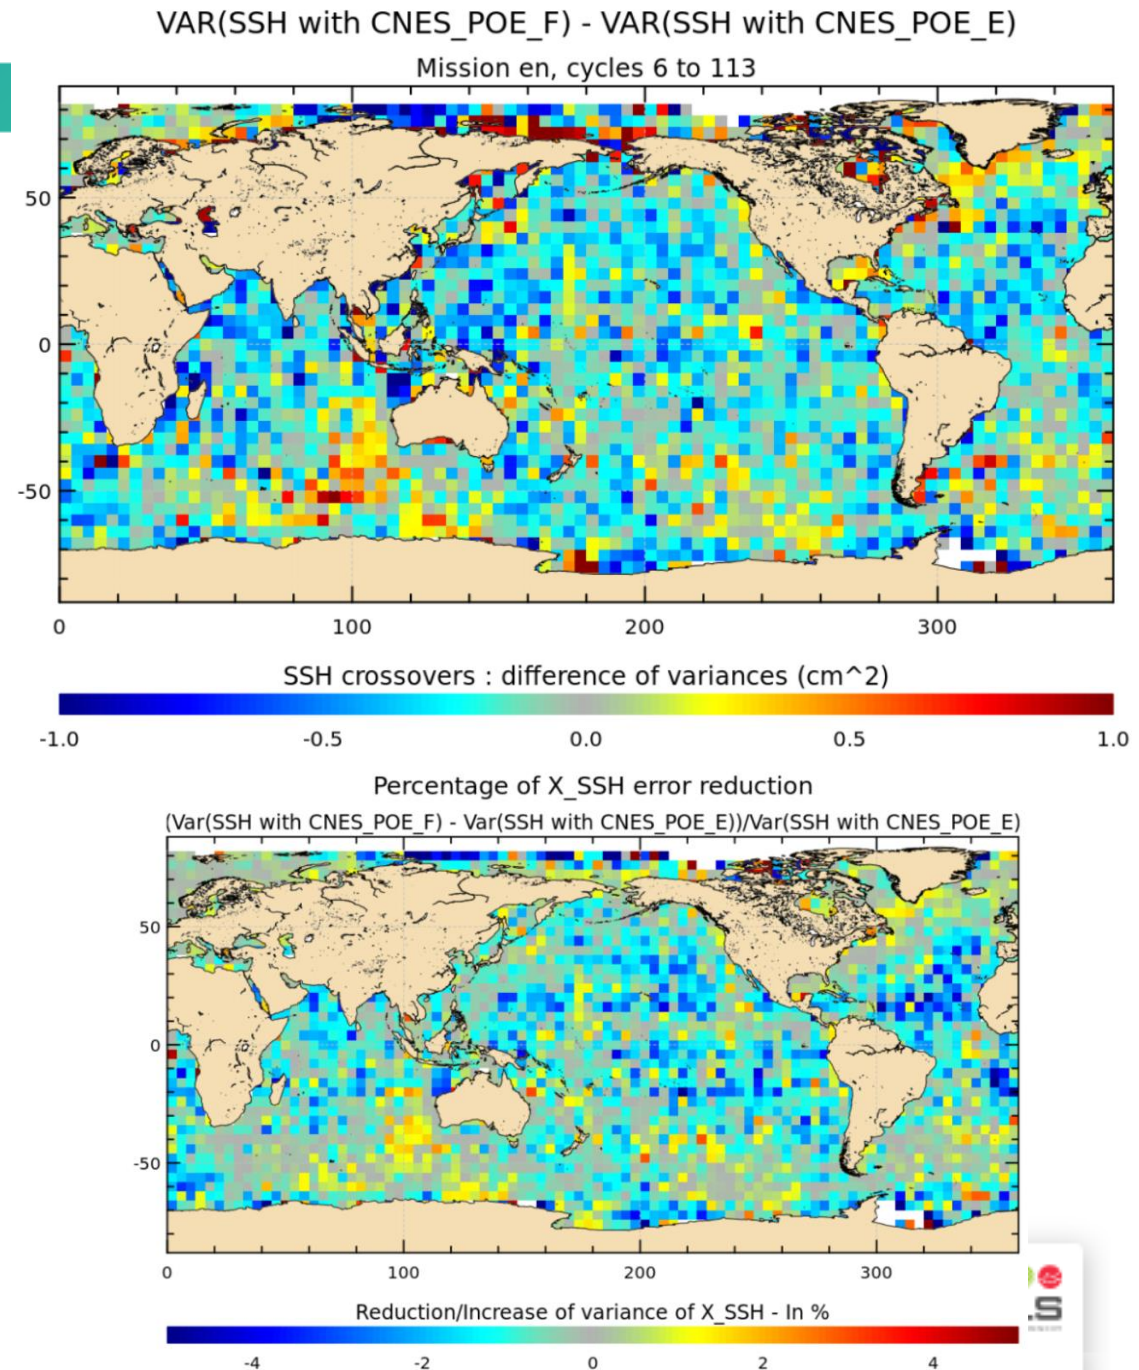 VAR(SSH with CNES_POE_F) - VAR(SSH with CNES_POE_E)
Mission en, cycles 6 to 113
50
0
-50
0 100 200 300
SSH crossovers : difference of variances (cm^2)
-1.0 -0.5 0.0 0.5 1.0
Percentage of X_SSH error reduction
(Var(SSH with CNES_POE_F) - Var(SSH with CNES_POE_E))/Var(SSH with CNES_POE_E)
50
0
-50
0 100 200 300
LS
Reduction/Increase of variance of X_SSH - In %
-4 -2 0 2 4